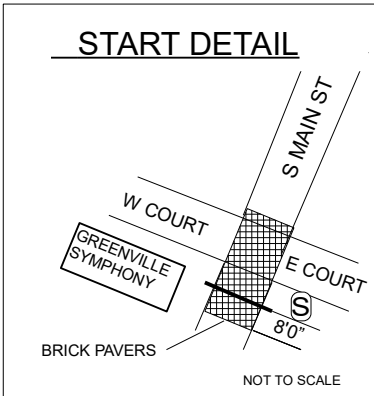 START DETAIL
S MAIN ST
W COURT
GREENVILLE
SYMPHONY
E COURT
S
8'0"
BRICK PAVERS
NOT TO SCALE